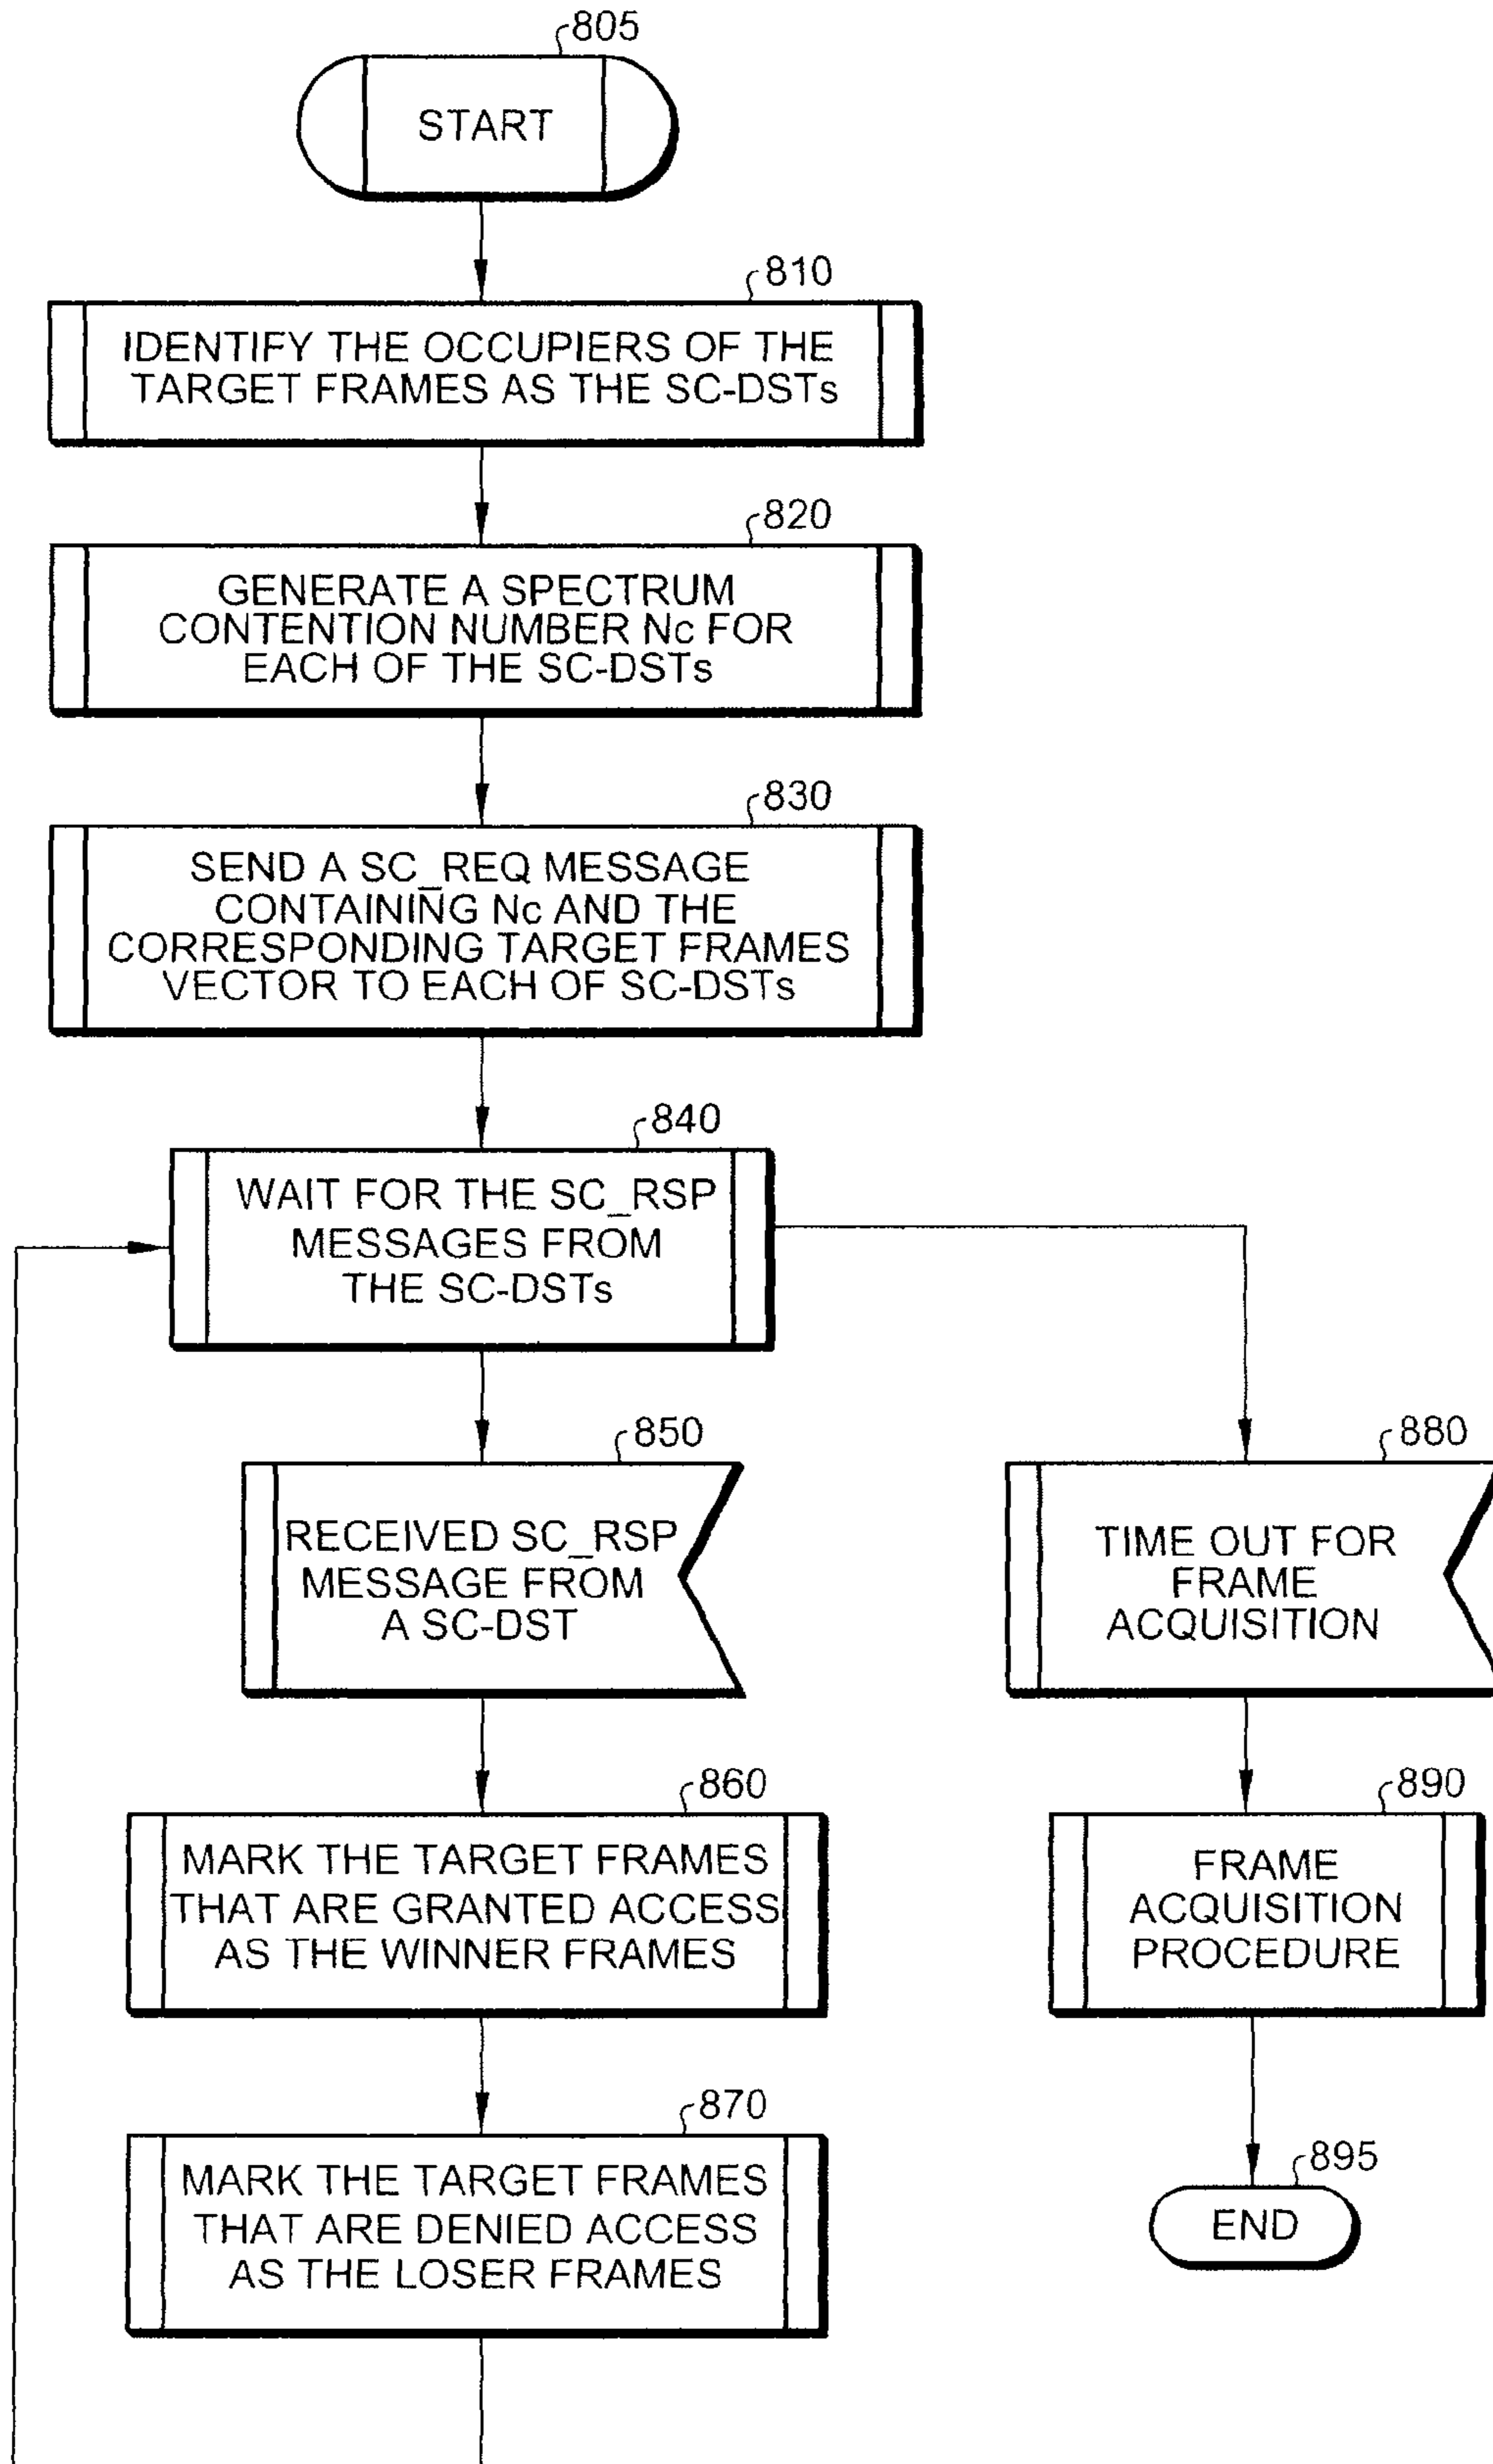 805
START
810
IDENTIFY THE OCCUPIERS OF THE
TARGET FRAMES AS THE SC-DSTs
820
GENERATE A SPECTRUM
CONTENTION NUMBER Nc FOR
EACH OF THE SC-DSTs
830
SEND A SC_REQ MESSAGE
CONTAINING Nc AND THE
CORRESPONDING TARGET FRAMES
VECTOR TO EACH OF SC-DSTs
840
WAIT FOR THE SC_RSP
MESSAGES FROM
THE SC-DSTs
850
RECEIVED SC_RSP
MESSAGE FROM
A SC-DST
880
TIME OUT FOR
FRAME
ACQUISITION
860
MARK THE TARGET FRAMES
THAT ARE GRANTED ACCESS
AS THE WINNER FRAMES
890
FRAME
ACQUISITION
PROCEDURE
870
MARK THE TARGET FRAMES
THAT ARE DENIED ACCESS
AS THE LOSER FRAMES
895
END